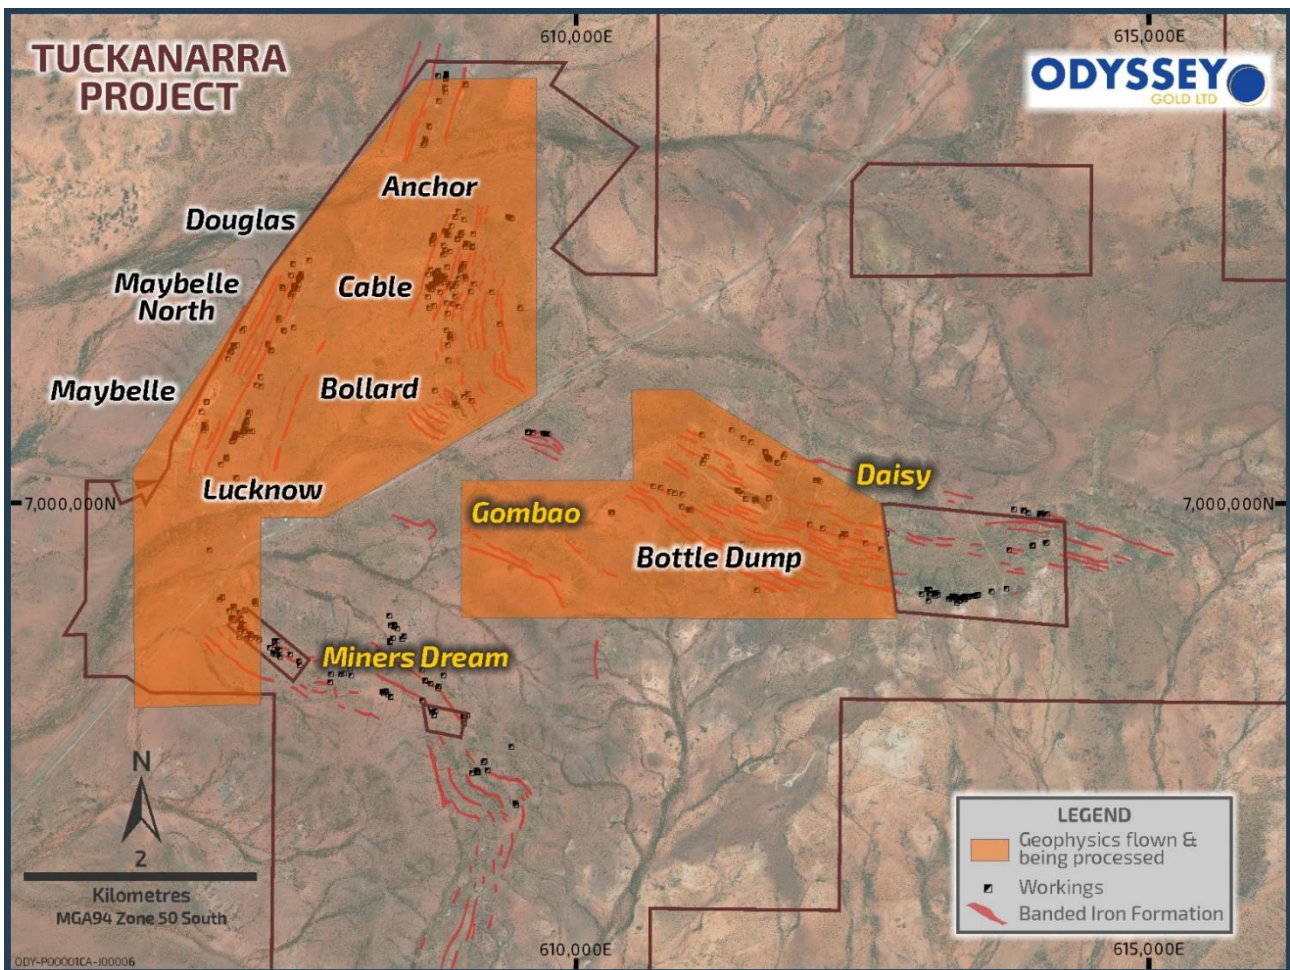 TUCKANARRA
PROJECT
610,000E
615,000E
ODYSSEY
GOLD LTD
Anchor
Douglas
Maybelle
North
Cable
Maybelle
Bollard
Lucknow
Daisy
7,000,000N
Gombao
7,000,000N
Bottle Dump
Miners Dream
N
2
Kilometres
MGA94 Zone 50 South
LEGEND
Geophysics flown &
being processed
Workings
Banded Iron Formation
610,000E
615,000E
ODY-P00001CA-J00006